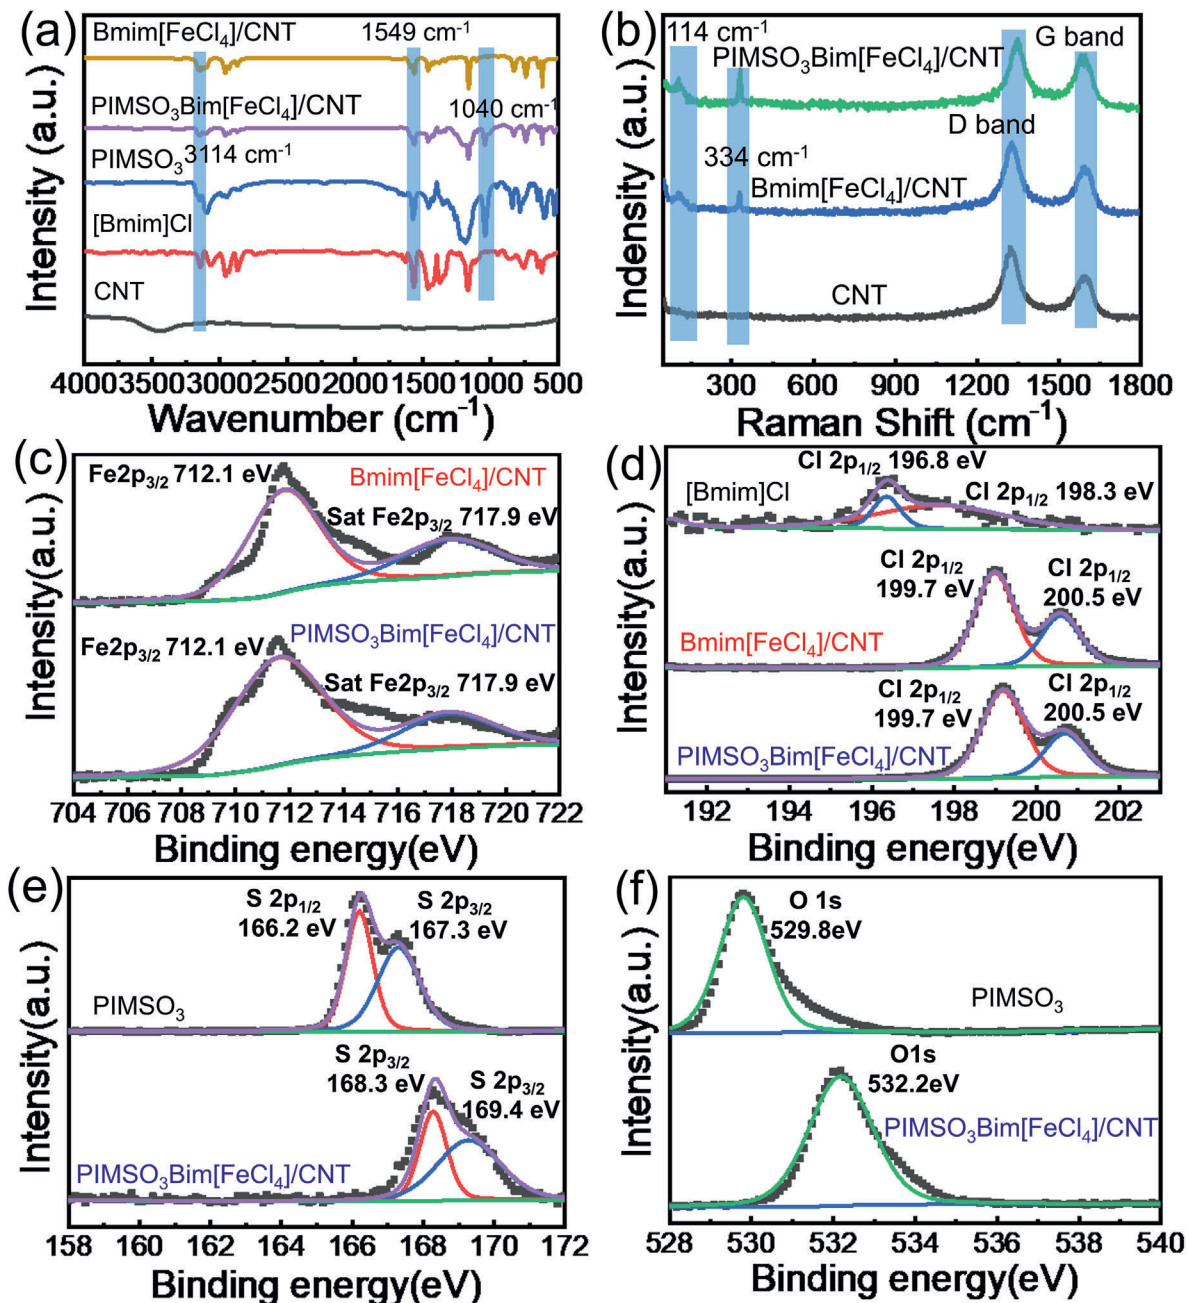 (a)
Bmim[FeCl₄]/CNT
1549 cm⁻¹
PIMSO₃Bim[FeCl₄]/CNT
1040 cm⁻¹
PIMSO₃
3114 cm⁻¹
[Bmim]Cl
CNT
Intensity (a.u.)
4000 3500 3000 2500 2000 1500 1000 500
Wavenumber (cm⁻¹)
(b)
114 cm⁻¹
G band
PIMSO₃Bim[FeCl₄]/CNT
D band
334 cm⁻¹
Bmim[FeCl₄]/CNT
CNT
Indensity (a.u.)
300 600 900 1200 1500 1800
Raman Shift (cm⁻¹)
(c)
Fe2p₃/₂ 712.1 eV
Bmim[FeCl₄]/CNT
Sat Fe2p₃/₂ 717.9 eV
PIMSO₃Bim[FeCl₄]/CNT
Fe2p₃/₂ 712.1 eV
Sat Fe2p₃/₂ 717.9 eV
Intensity(a.u.)
704 706 708 710 712 714 716 718 720 722
Binding energy(eV)
(d)
Cl 2p₁/₂ 196.8 eV
[Bmim]Cl
Cl 2p₁/₂ 198.3 eV
Cl 2p₁/₂
199.7 eV
Cl 2p₁/₂
200.5 eV
Bmim[FeCl₄]/CNT
Cl 2p₁/₂
199.7 eV
Cl 2p₁/₂
200.5 eV
PIMSO₃Bim[FeCl₄]/CNT
Intensity(a.u.)
192 194 196 198 200 202
Binding energy(eV)
(e)
S 2p₁/₂
166.2 eV
S 2p₃/₂
167.3 eV
PIMSO₃
S 2p₃/₂
168.3 eV
S 2p₃/₂
169.4 eV
PIMSO₃Bim[FeCl₄]/CNT
Intensity(a.u.)
158 160 162 164 166 168 170 172
Binding energy(eV)
(f)
O 1s
529.8eV
PIMSO₃
O1s
532.2eV
PIMSO₃Bim[FeCl₄]/CNT
Intensity(a.u.)
528 530 532 534 536 538 540
Binding energy(eV)